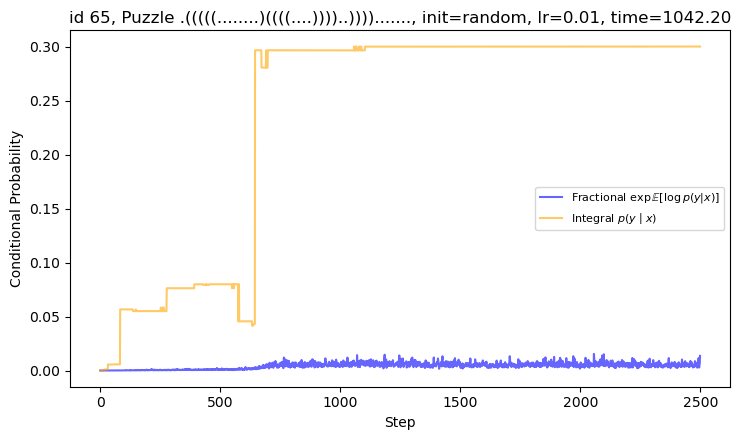 id 65, Puzzle .(((((........)((((....))))..))))......., init=random, lr=0.01, time=1042.20
Conditional Probability
0.30
0.25
0.20
0.15
0.10
0.05
0.00
Fractional exp𝔼[log p(y|x)]
Integral p(y | x)
0
500
1000
1500
2000
2500
Step